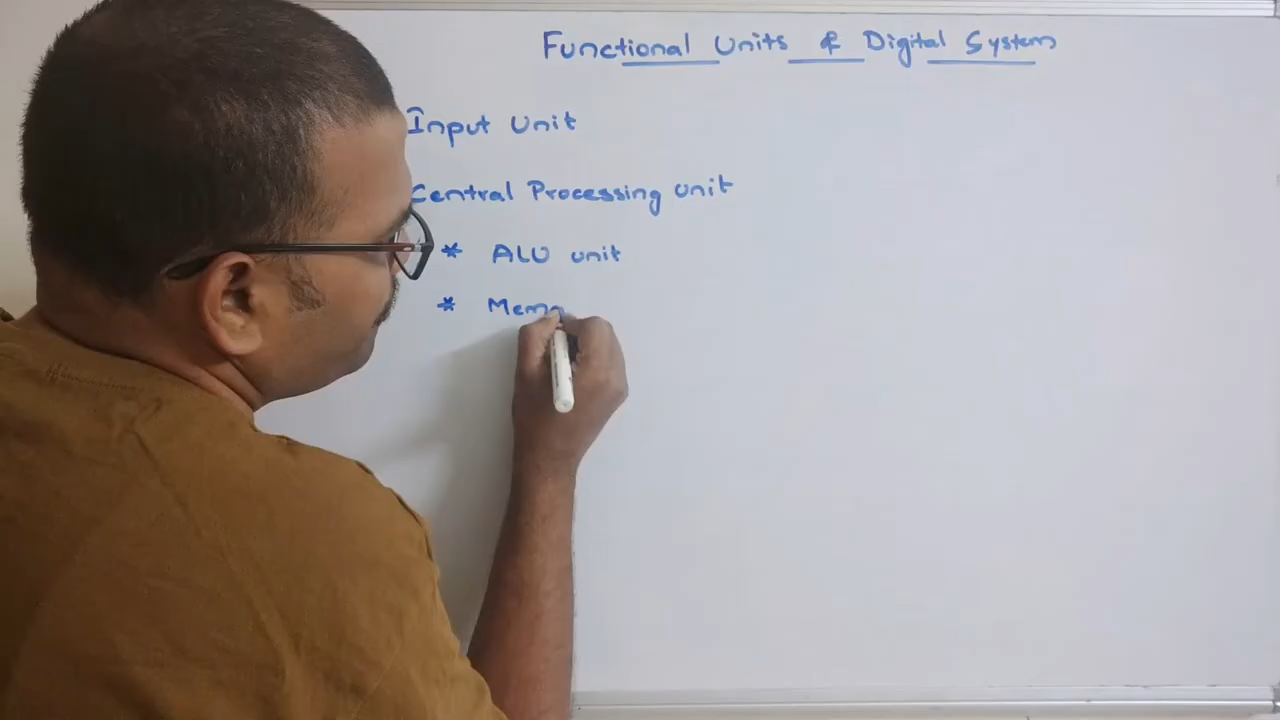 Functional Units & Digital System
Input Unit
Central Processing unit
* ALU unit
* Memo